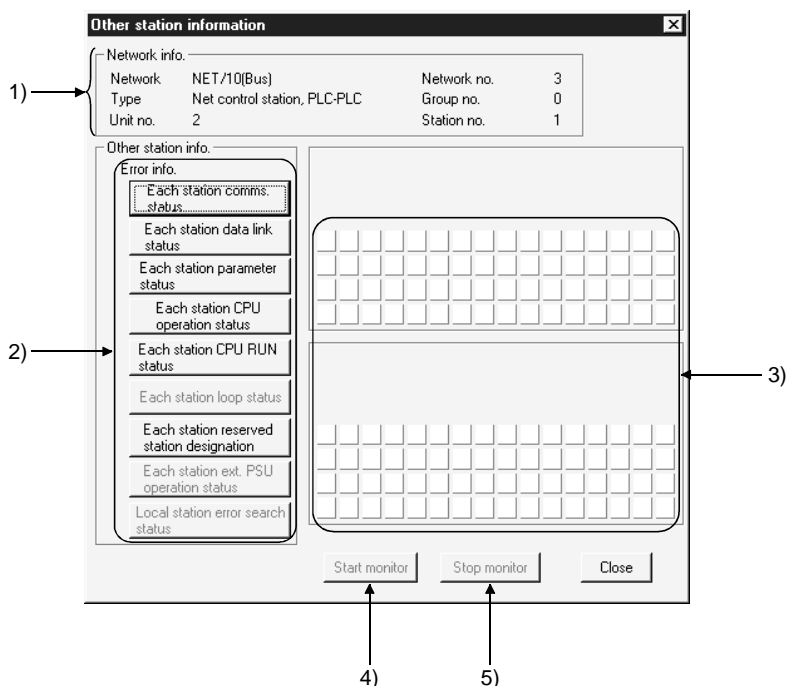 Other station information
Network info.
Network NET/10(Bus) Network no. 3
Type Net control station, PLC-PLC Group no. 0
Unit no. 2 Station no. 1
1)
Other station info.
Error info.
Each station comms.
status
Each station data link
status
Each station parameter
status
Each station CPU
operation status
Each station CPU RUN
status
Each station loop status
Each station reserved
station designation
Each station ext. PSU
operation status
Local station error search
status
2)
3)
Start monitor Stop monitor Close
4) 5)